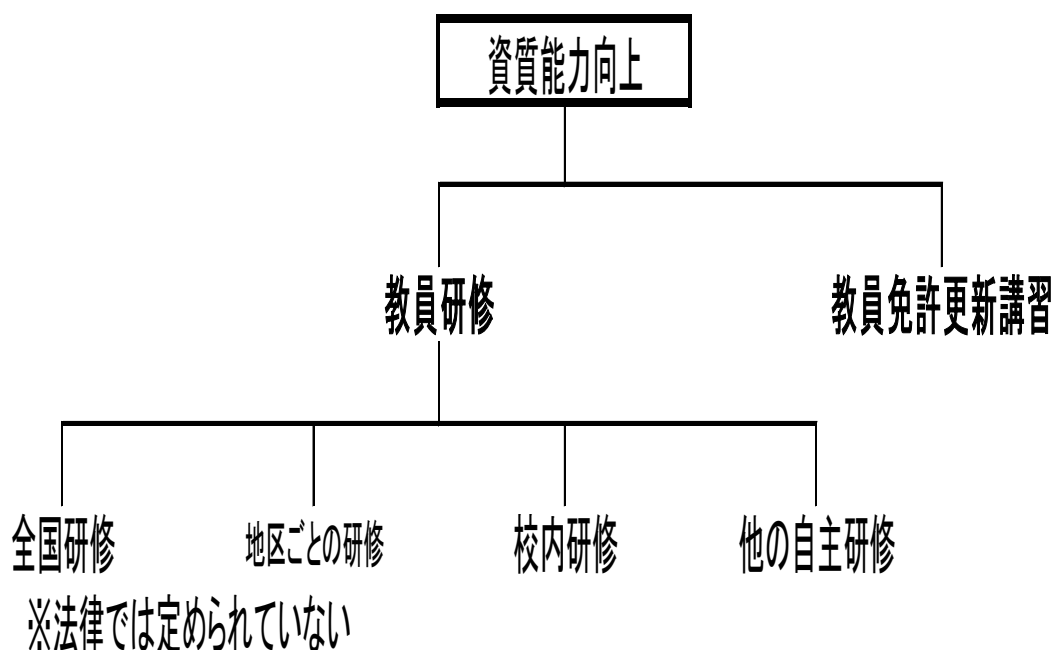 資質能力向上
教員研修
教員免許更新講習
全国研修
地区ごとの研修
校内研修
他の自主研修
※法律では定められていない